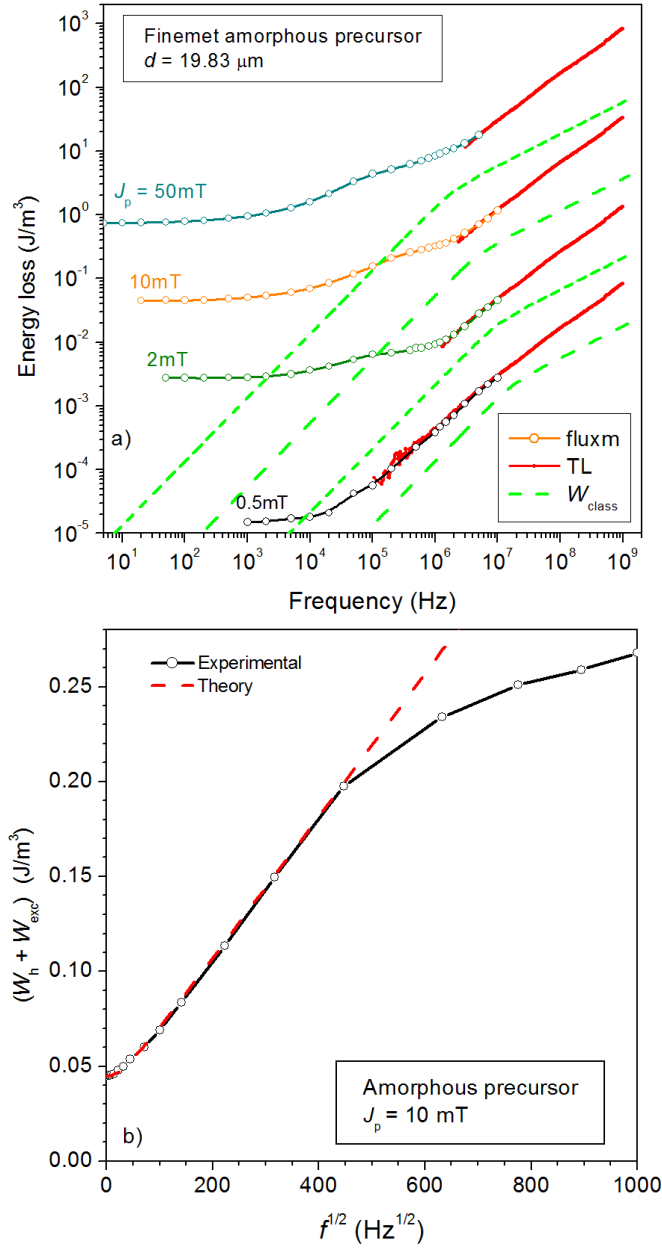 Finemet amorphous precursor
d = 19.83 μm
10³
10²
10¹
10⁰
10⁻¹
10⁻²
10⁻³
10⁻⁴
10⁻⁵
Energy loss (J/m³)
Jₚ = 50mT
10mT
2mT
0.5mT
a)
fluxm
TL
W_class
10¹ 10² 10³ 10⁴ 10⁵ 10⁶ 10⁷ 10⁸ 10⁹
Frequency (Hz)
Experimental
Theory
0.25
0.20
0.15
0.10
0.05
0.00
(W_h + W_exc) (J/m³)
b)
Amorphous precursor
Jₚ = 10 mT
0 200 400 600 800 1000
f^1/2 (Hz^1/2)